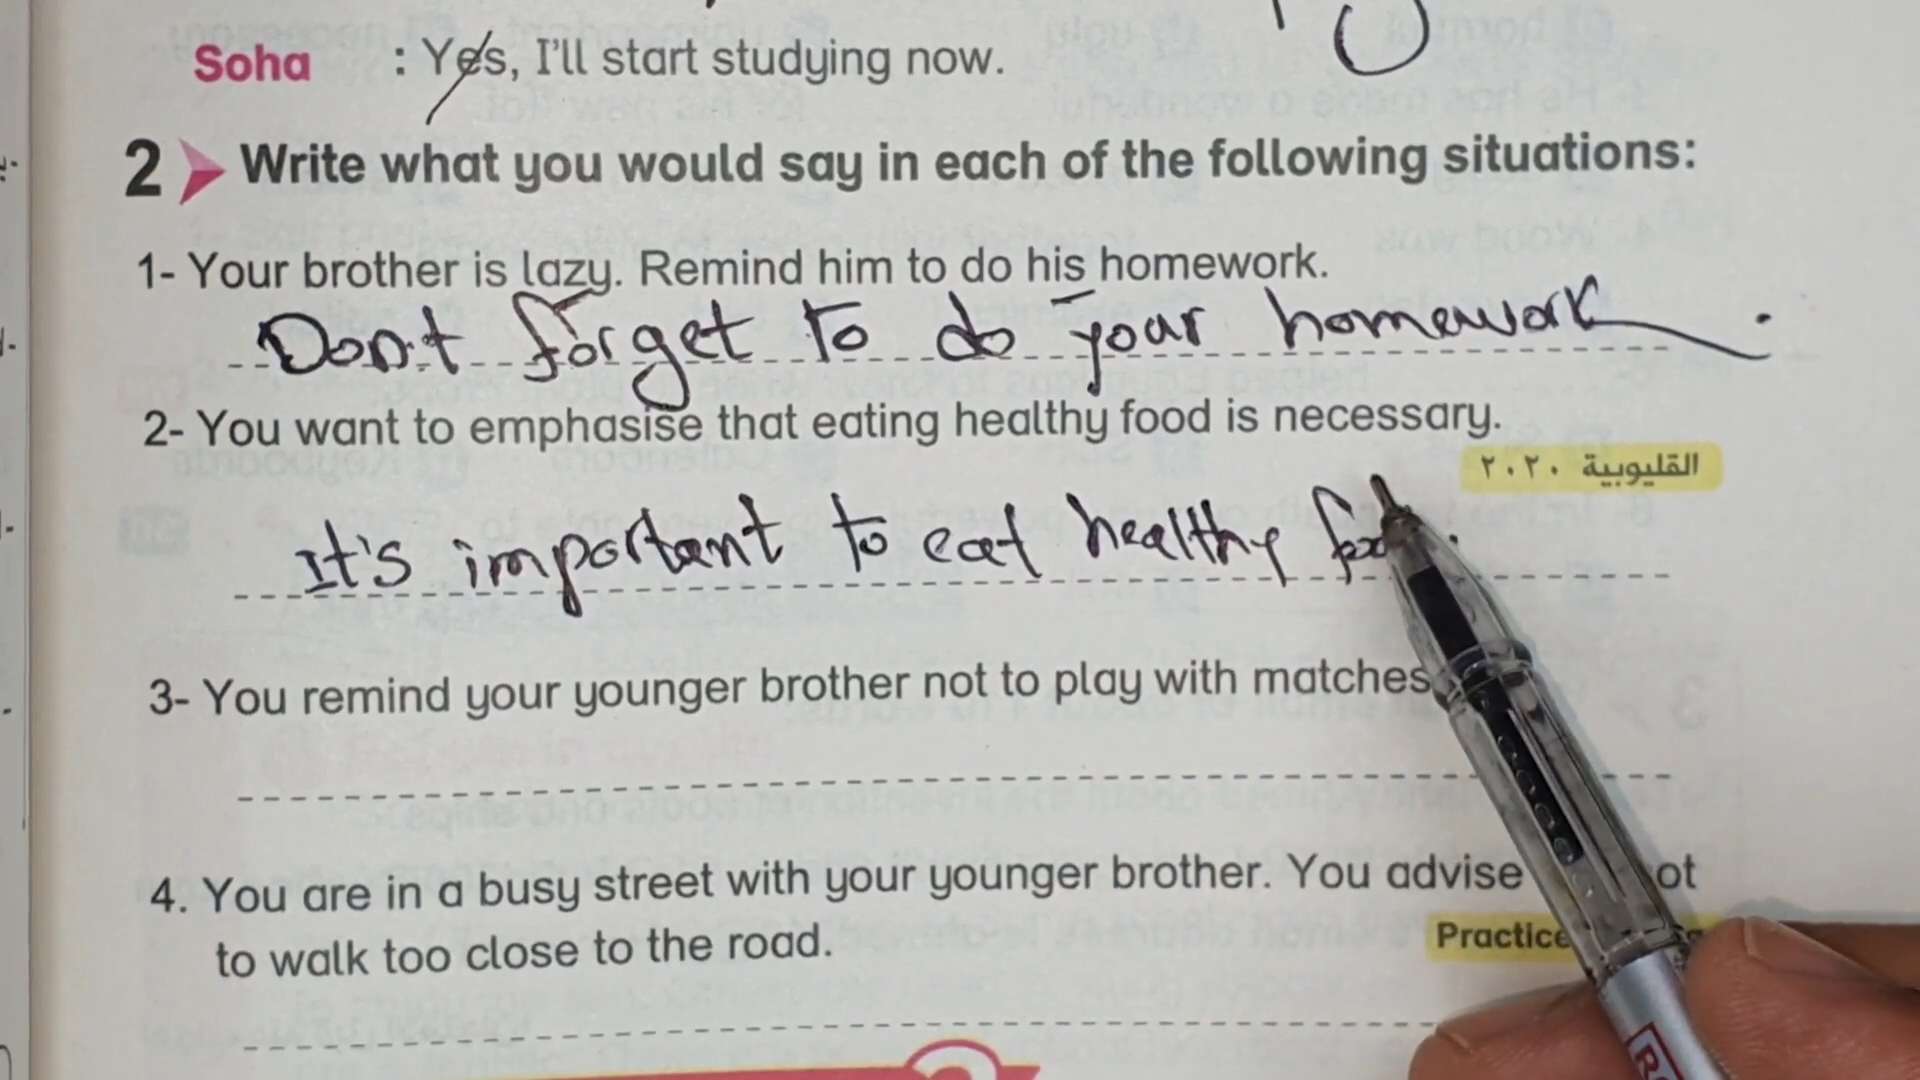 Soha : Yes, I'll start studying now.
2 Write what you would say in each of the following situations:
1- Your brother is lazy. Remind him to do his homework.
Don't forget to do your homework.
2- You want to emphasise that eating healthy food is necessary.
القليوبية ٢٠٢٠
It's important to eat healthy
3- You remind your younger brother not to play with matches
4. You are in a busy street with your younger brother. You advise
to walk too close to the road.
Practice